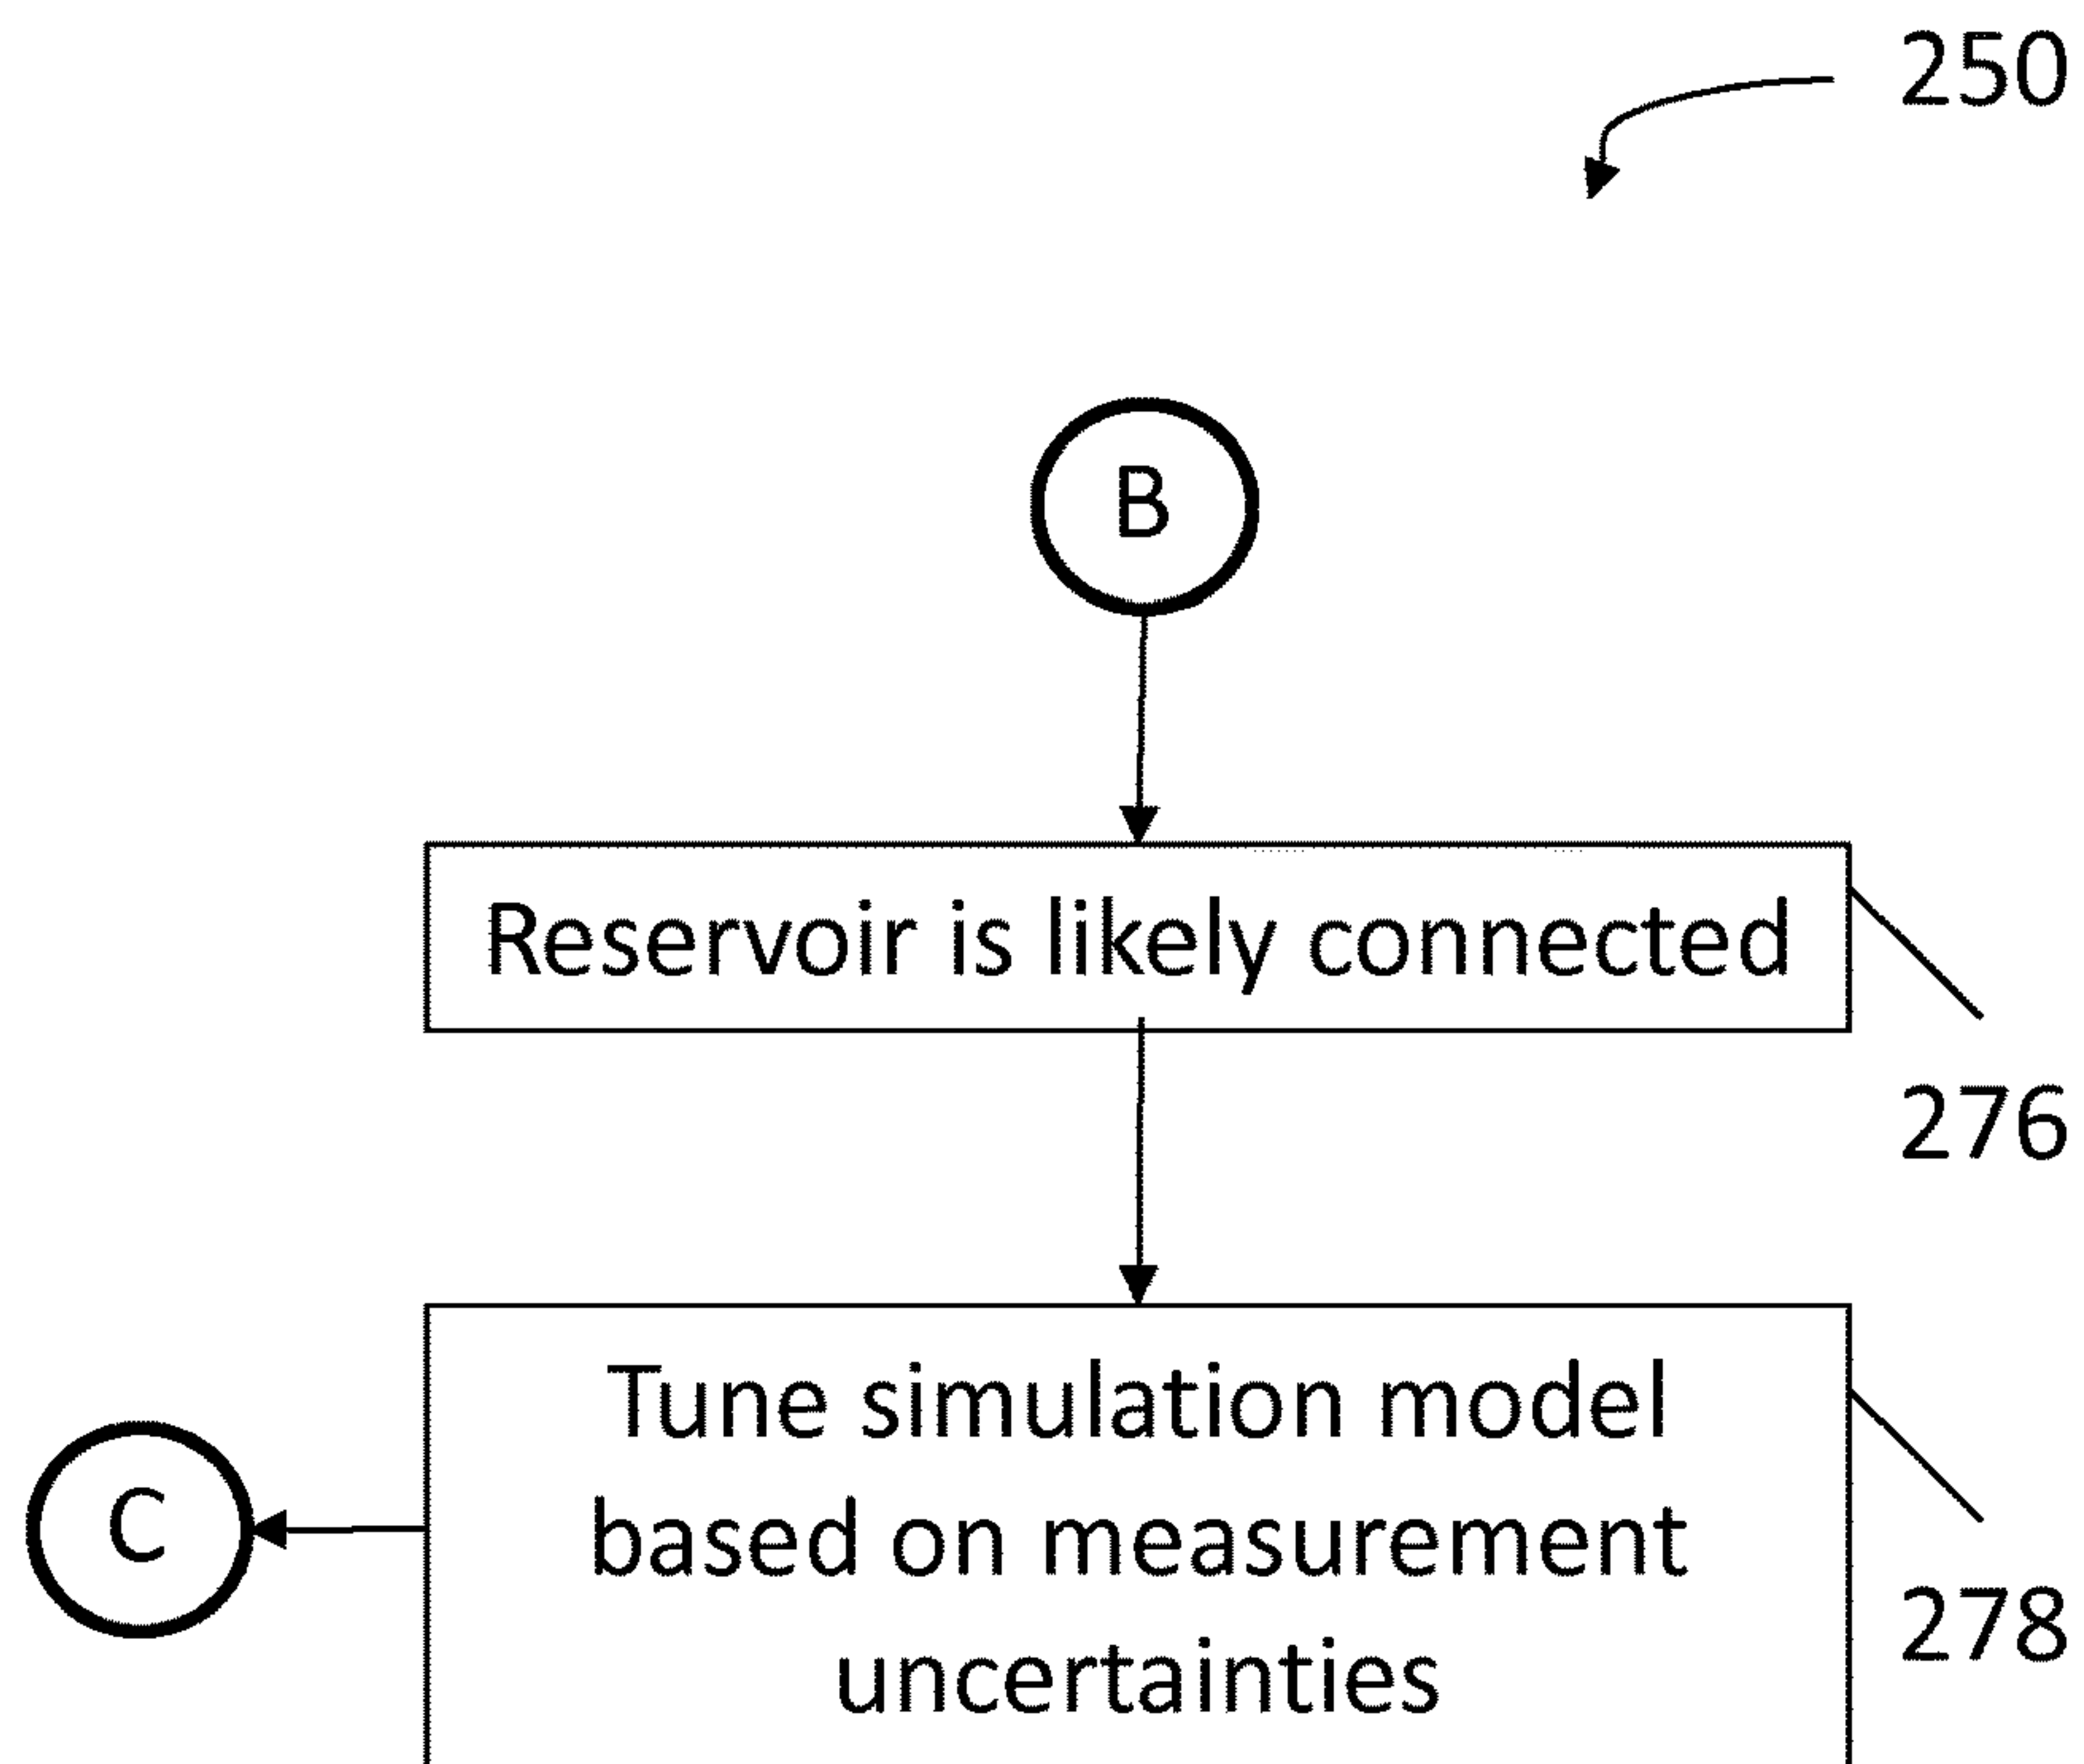 250
B
Reservoir is likely connected
276
Tune simulation model
based on measurement
uncertainties
C
278